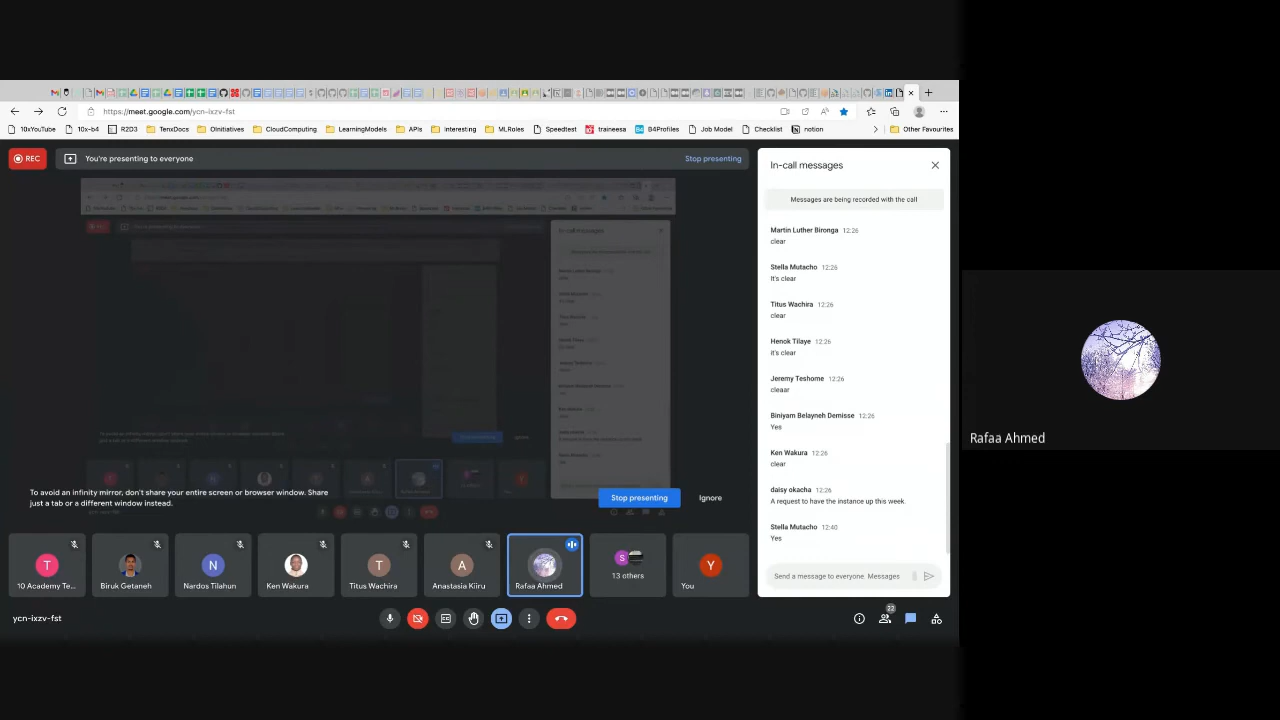 https://meet.google.com/ycn-ixzv-fst
10xYouTube
10x-b4
R2D3
TenxDocs
OInitiatives
CloudComputing
LearningModels
APIs
Interesting
MLRoles
Speedtest
traineesa
B4Profiles
Job Model
Checklist
notion
Other Favourites
REC
You're presenting to everyone
Stop presenting
In-call messages
Messages are being recorded with the call
Martin Luther Bironga 12:26
clear
Stella Mutacho 12:26
It's clear
Titus Wachira 12:26
clear
Henok Tilaye 12:26
it's clear
Jeremy Teshome 12:26
cleaar
Biniyam Belayneh Demisse 12:26
Yes
Ken Wakura 12:26
clear
daisy okacha 12:26
A request to have the instance up this week.
Stella Mutacho 12:40
Yes
Send a message to everyone. Messages
To avoid an infinity mirror, don't share your entire screen or browser window. Share
just a tab or a different window instead.
Stop presenting
Ignore
T
10 Academy Te...
Biruk Getaneh
N
Nardos Tilah...
Ken Wakura
T
Titus Wachira
A
Anastasia Kiiru
Rafaa Ahmed
S
13 others
Y
You
ycn-ixzv-fst
22
Rafaa Ahmed